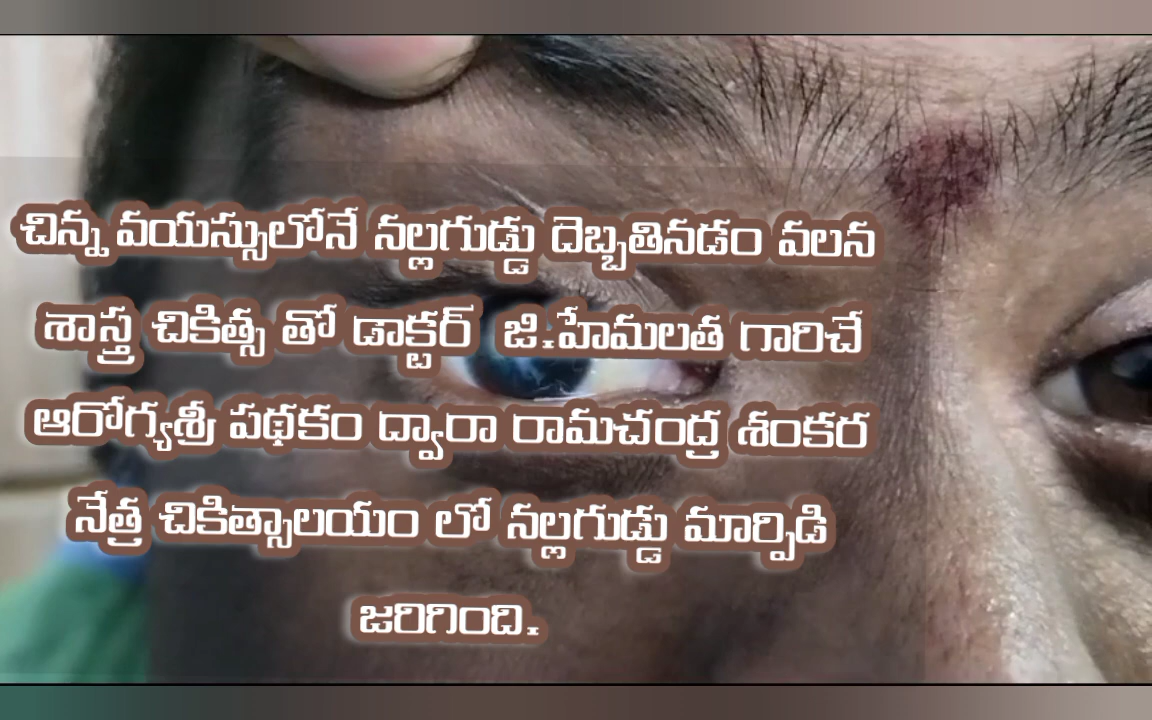 చిన్న వయస్సులోనే నల్లగుడ్డు దెబ్బతినడం వలన
శాస్త్ర చికిత్స తో డాక్టర్ జి.హేమలత గారిచే
ఆరోగ్యశ్రీ పథకం ద్వారా రామచంద్ర శంకర
నేత్ర చికిత్సాలయం లో నల్లగుడ్డు మార్పిడి
జరిగింది.